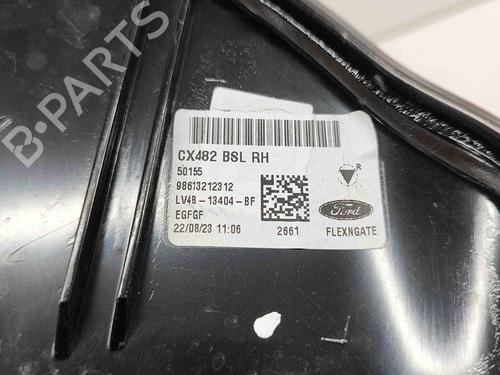 B-PARTS
CX482 BSL RH
50155
98613212312
LV4B-13404-BF
EGFGF
22/08/23 11:06
2661
R
Ford
FLEXNGATE